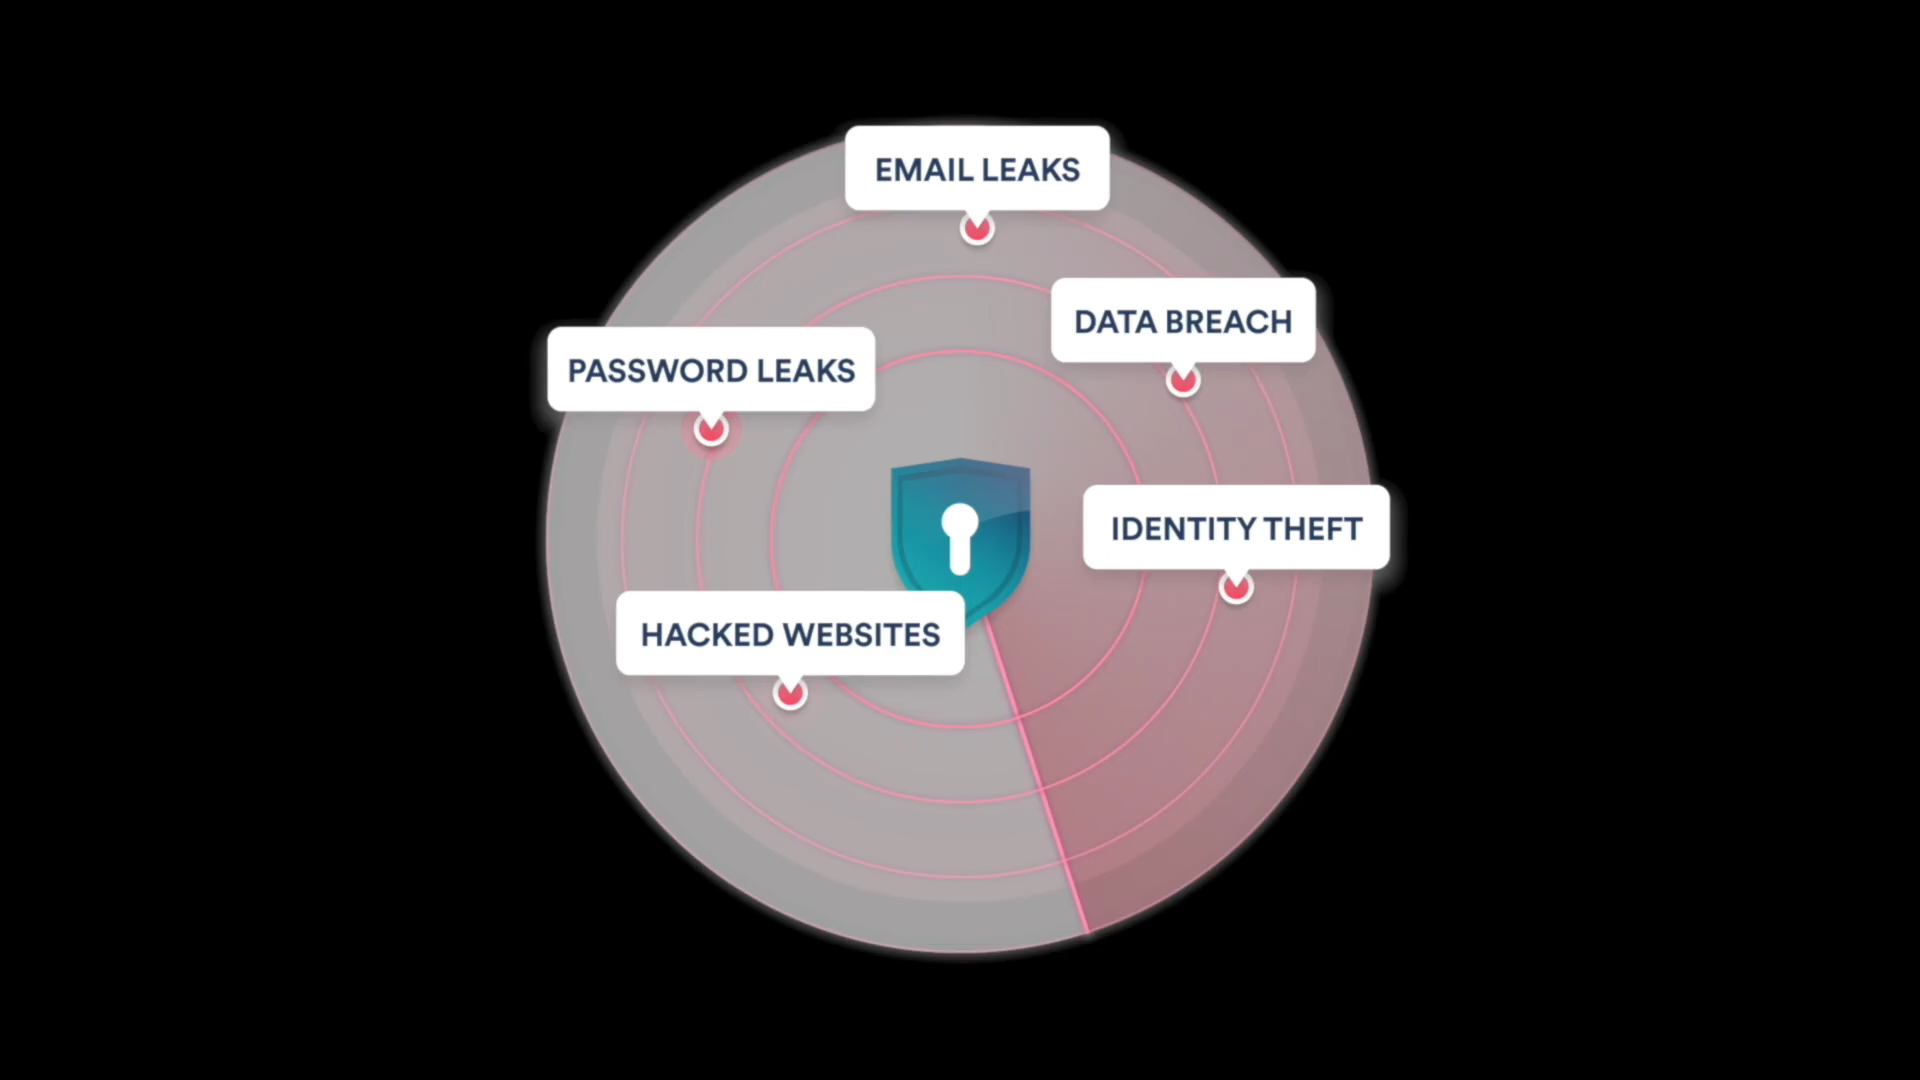 EMAIL LEAKS
DATA BREACH
PASSWORD LEAKS
IDENTITY THEFT
HACKED WEBSITES